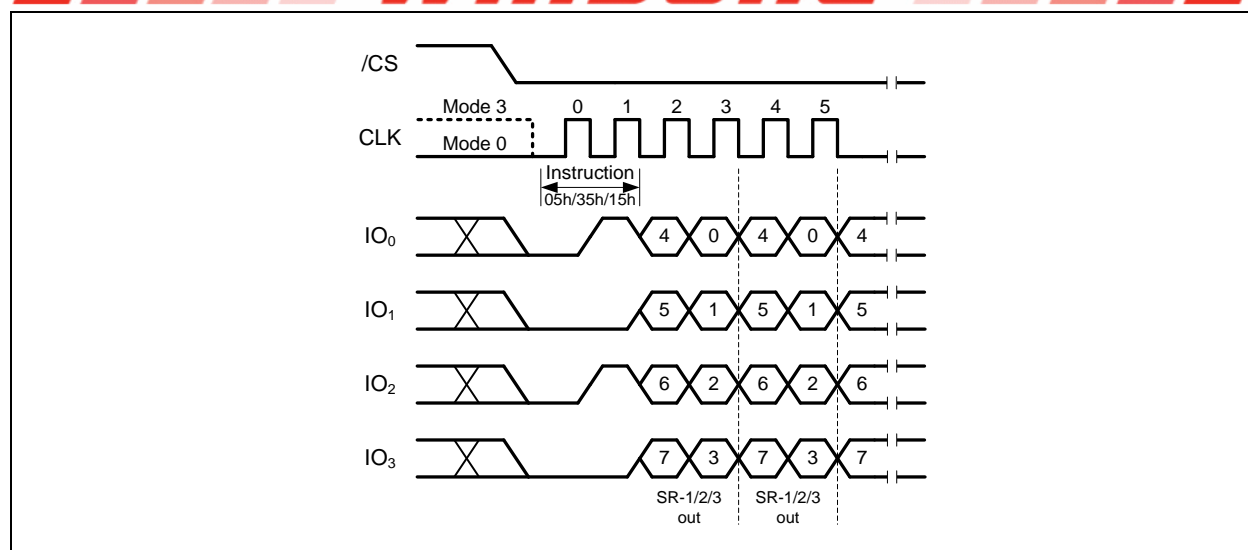 /CS
Mode 3 0 1 2 3 4 5
CLK
Mode 0
Instruction
05h/35h/15h
IO0 4 0 4 0 4
IO1 5 1 5 1 5
IO2 6 2 6 2 6
IO3 7 3 7 3 7
SR-1/2/3 SR-1/2/3
out out